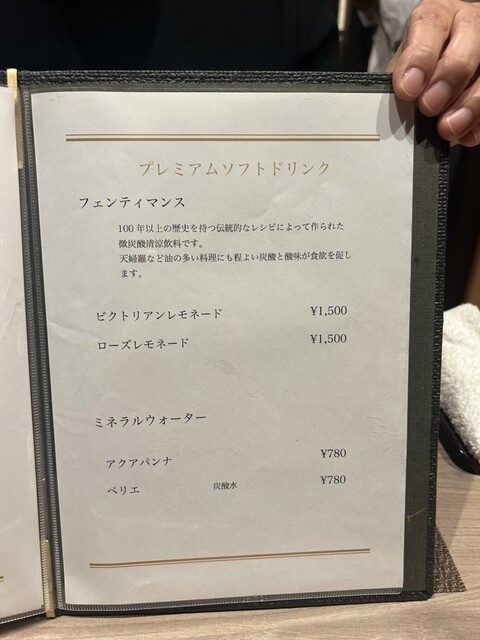 プレミアムソフトドリンク
フェンティマンス
100 年以上の歴史を持つ伝統的なレシピによって作られた
微炭酸清涼飲料です。
天婦羅など油の多い料理にも程よい炭酸と酸味が食欲を促し
ます。
ビクトリアンレモネード ¥1,500
ローズレモネード ¥1,500
ミネラルウォーター
アクアパンナ ¥780
ペリエ 炭酸水 ¥780